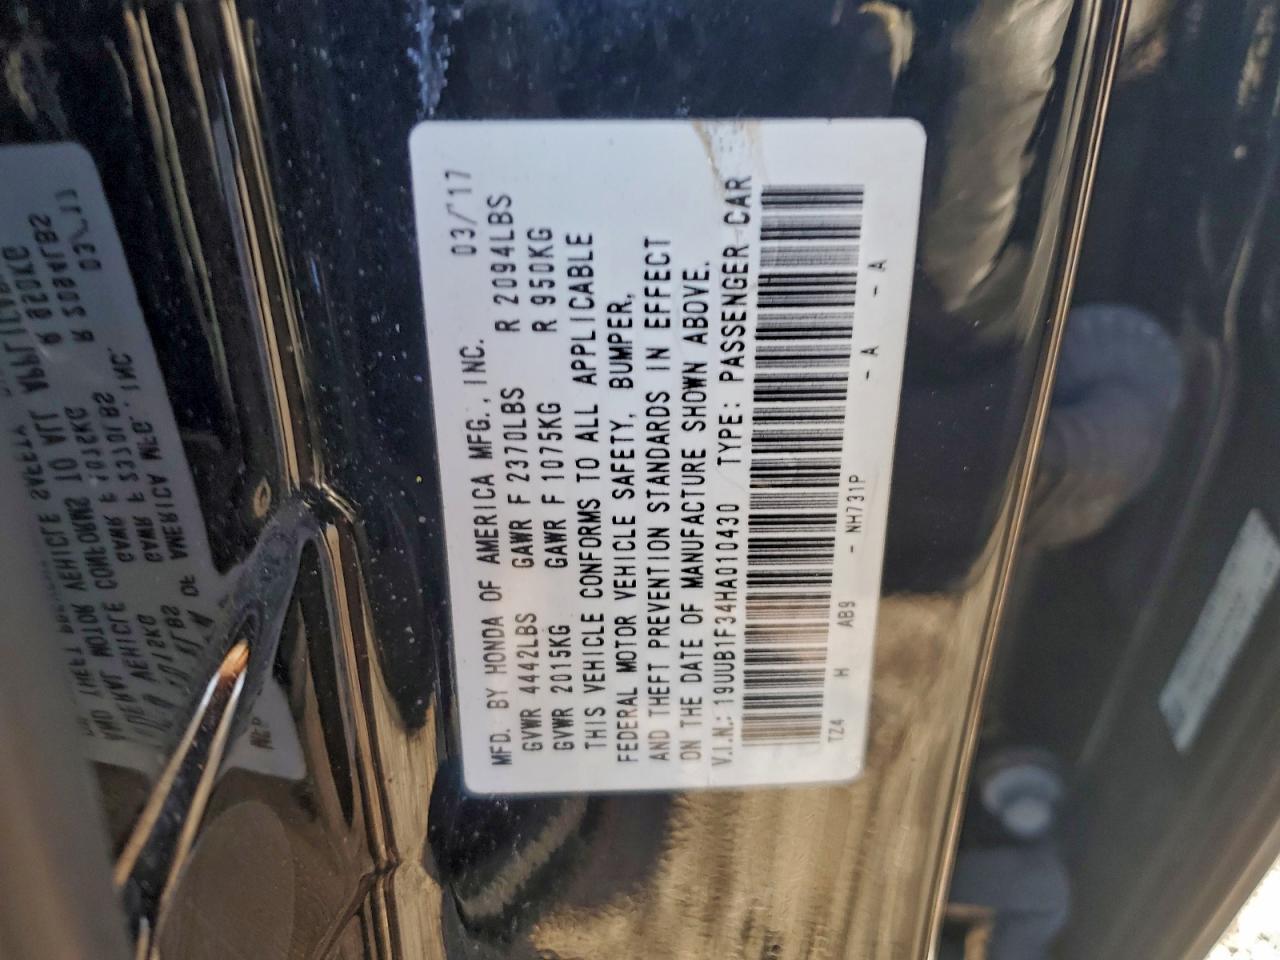 MFD. BY HONDA OF AMERICA MFG., INC. 03/'17
GVWR 4442LBS GAWR F 2370LBS R 2094LBS
GVWR 2015KG GAWR F 1075KG R 950KG
THIS VEHICLE CONFORMS TO ALL APPLICABLE
FEDERAL MOTOR VEHICLE SAFETY, BUMPER,
AND THEFT PREVENTION STANDARDS IN EFFECT
ON THE DATE OF MANUFACTURE SHOWN ABOVE.
V.I.N.: 19UUB1F34HA010430 TYPE: PASSENGER CAR
TZ4 H AB9 - NH731P - A - A